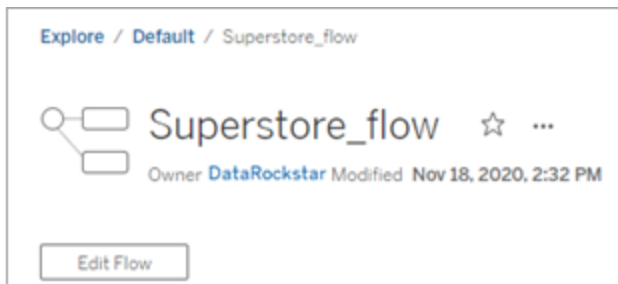 Explore / Default / Superstore_flow
Superstore_flow
Owner DataRockstar Modified Nov 18, 2020, 2:32 PM
Edit Flow